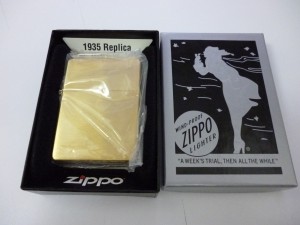 1935 Replica
zippo
WIND-PROOF
ZIPPO
LIGHTER
"A WEEK'S TRIAL, THEN ALL THE WHILE"